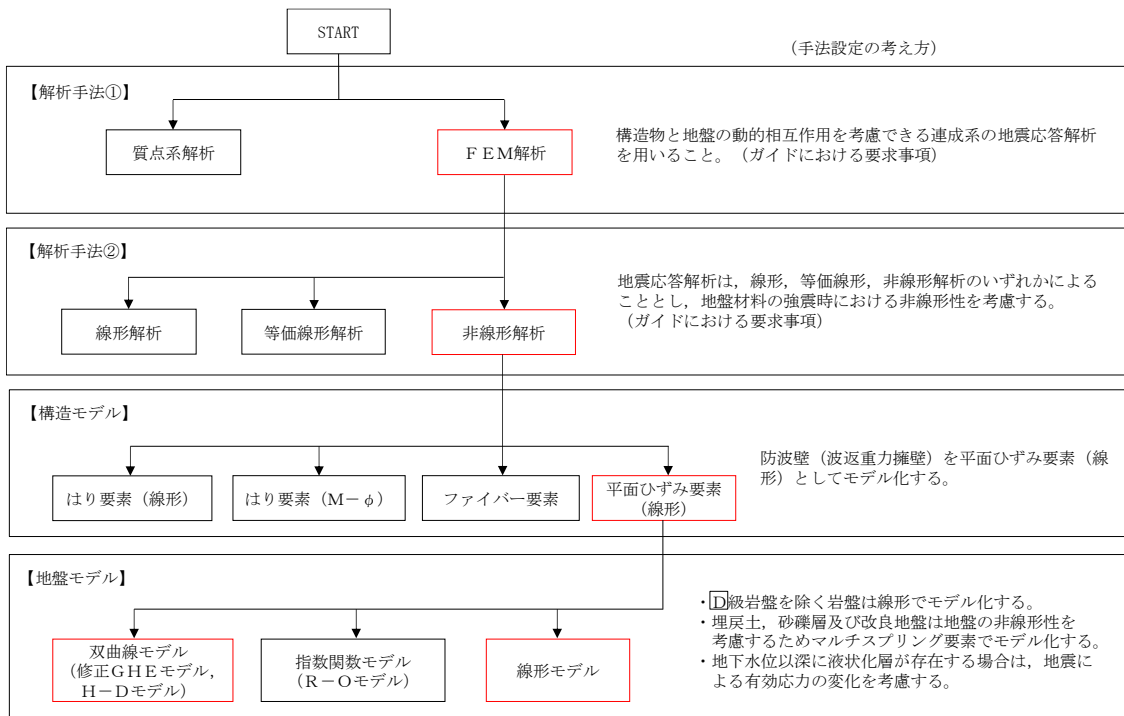 START
(手法設定の考え方)
【解析手法①】
質点系解析
FEM解析
構造物と地盤の動的相互作用を考慮できる連成系の地震応答解析
を用いること。(ガイドにおける要求事項)
【解析手法②】
線形解析
等価線形解析
非線形解析
地震応答解析は,線形,等価線形,非線形解析のいずれかによる
こととし,地盤材料の強震時における非線形性を考慮する。
(ガイドにおける要求事項)
【構造モデル】
はり要素(線形)
はり要素(M-φ)
ファイバー要素
平面ひずみ要素
(線形)
防波壁(波返重力擁壁)を平面ひずみ要素(線
形)としてモデル化する。
【地盤モデル】
双曲線モデル
(修正GHEモデル,
H-Dモデル)
指数関数モデル
(R-Oモデル)
線形モデル
・D級岩盤を除く岩盤は線形でモデル化する。
・埋戻土,砂礫層及び改良地盤は地盤の非線形性を
考慮するためマルチスプリング要素でモデル化する。
・地下水位以深に液状化層が存在する場合は,地震に
よる有効応力の変化を考慮する。